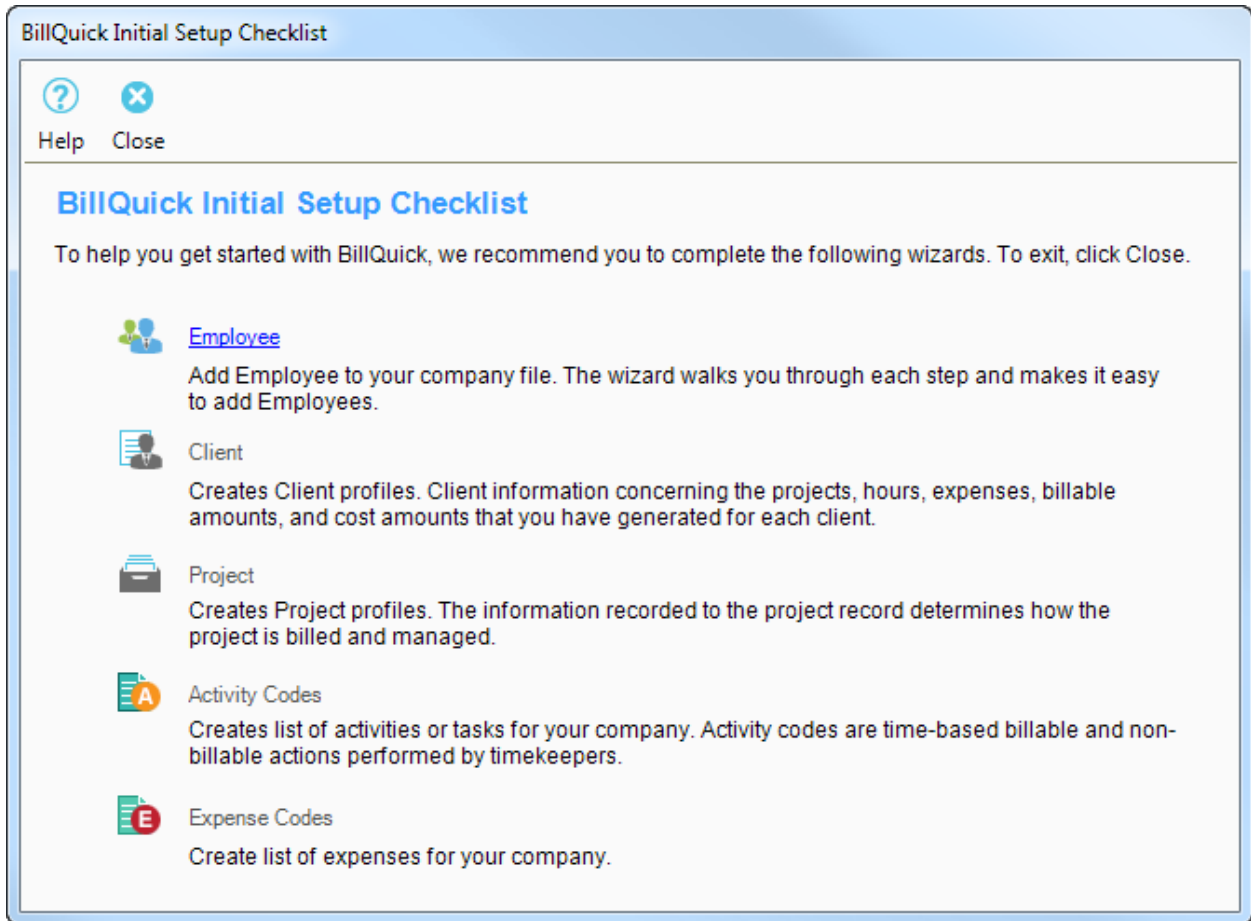 BillQuick Initial Setup Checklist
Help Close
BillQuick Initial Setup Checklist
To help you get started with BillQuick, we recommend you to complete the following wizards. To exit, click Close.
Employee
Add Employee to your company file. The wizard walks you through each step and makes it easy
to add Employees.
Client
Creates Client profiles. Client information concerning the projects, hours, expenses, billable
amounts, and cost amounts that you have generated for each client.
Project
Creates Project profiles. The information recorded to the project record determines how the
project is billed and managed.
A
Activity Codes
Creates list of activities or tasks for your company. Activity codes are time-based billable and non-
billable actions performed by timekeepers.
E
Expense Codes
Create list of expenses for your company.